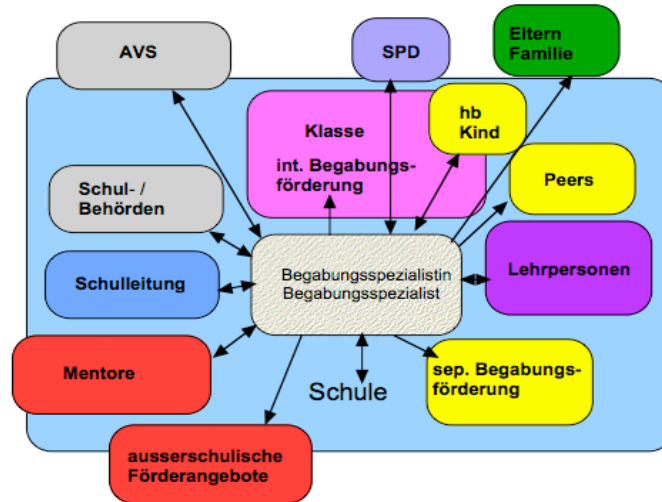 AVS
SPD
Eltern
Familie
Klasse
int. Begabungs-
förderung
hb
Kind
Schul- /
Behörden
Peers
Schulleitung
Begabungsspezialistin
Begabungsspezialist
Lehrpersonen
Mentore
Schule
sep. Begabungs-
förderung
ausserschulische
Förderangebote